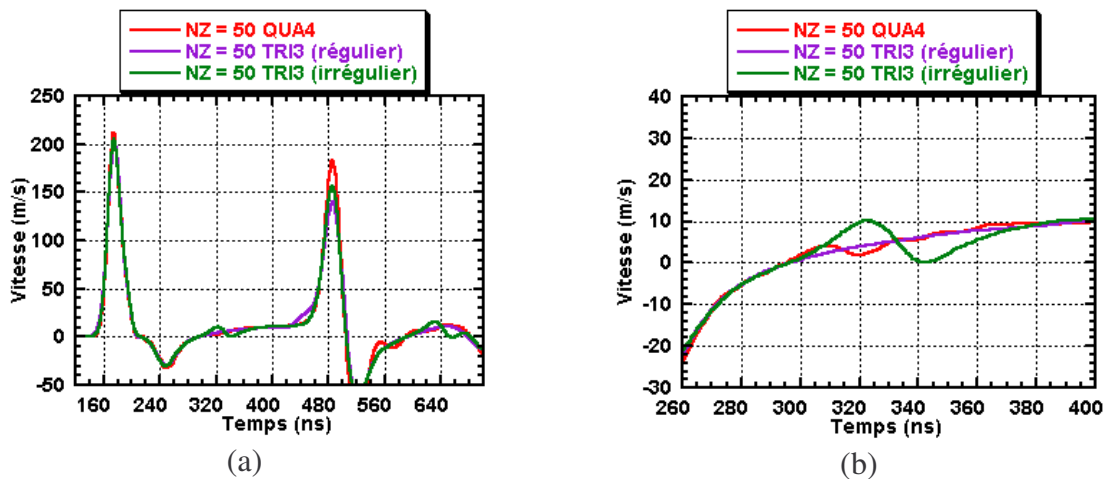 NZ = 50 QUA4
NZ = 50 TRI3 (régulier)
NZ = 50 TRI3 (irrégulier)
250
200
150
100
50
0
-50
Vitesse (m/s)
160 240 320 400 480 560 640
Temps (ns)
(a)
NZ = 50 QUA4
NZ = 50 TRI3 (régulier)
NZ = 50 TRI3 (irrégulier)
40
30
20
10
0
-10
-20
-30
Vitesse (m/s)
260 280 300 320 340 360 380 400
Temps (ns)
(b)